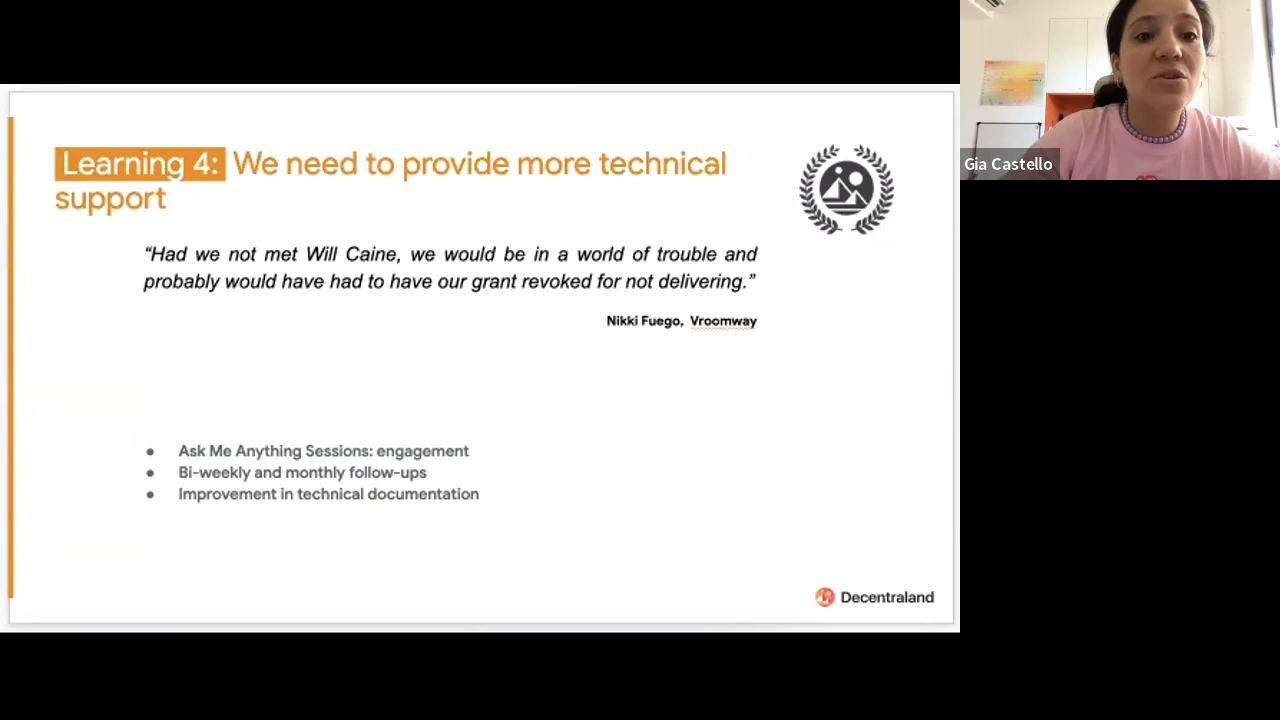 Learning 4: We need to provide more technical
support
“Had we not met Will Caine, we would be in a world of trouble and
probably would have had to have our grant revoked for not delivering.”
Nikki Fuego, Vroomway
● Ask Me Anything Sessions: engagement
● Bi-weekly and monthly follow-ups
● Improvement in technical documentation
Decentraland
Gia Castello